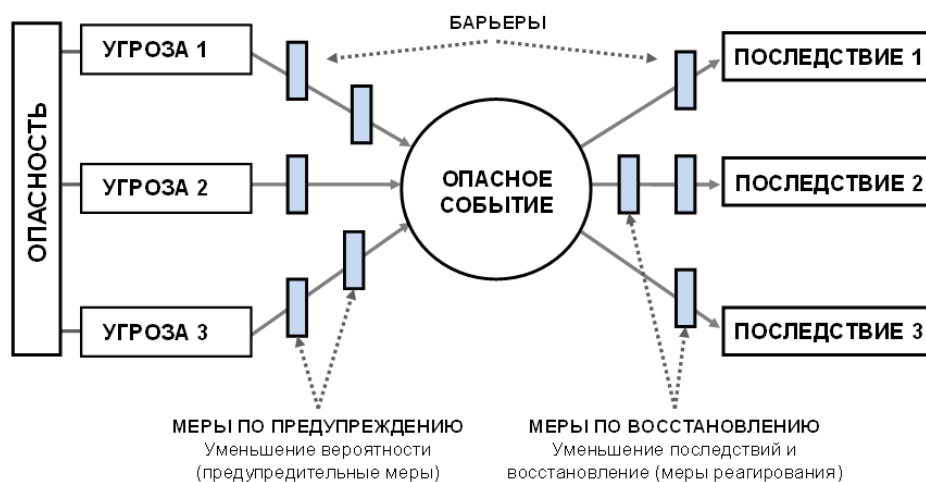 БАРЬЕРЫ
УГРОЗА 1
ПОСЛЕДСТВИЕ 1
ОПАСНОСТЬ
УГРОЗА 2
ОПАСНОЕ
СОБЫТИЕ
ПОСЛЕДСТВИЕ 2
УГРОЗА 3
ПОСЛЕДСТВИЕ 3
МЕРЫ ПО ПРЕДУПРЕЖДЕНИЮ
Уменьшение вероятности
(предупредительные меры)
МЕРЫ ПО ВОССТАНОВЛЕНИЮ
Уменьшение последствий и
восстановление (меры реагирования)